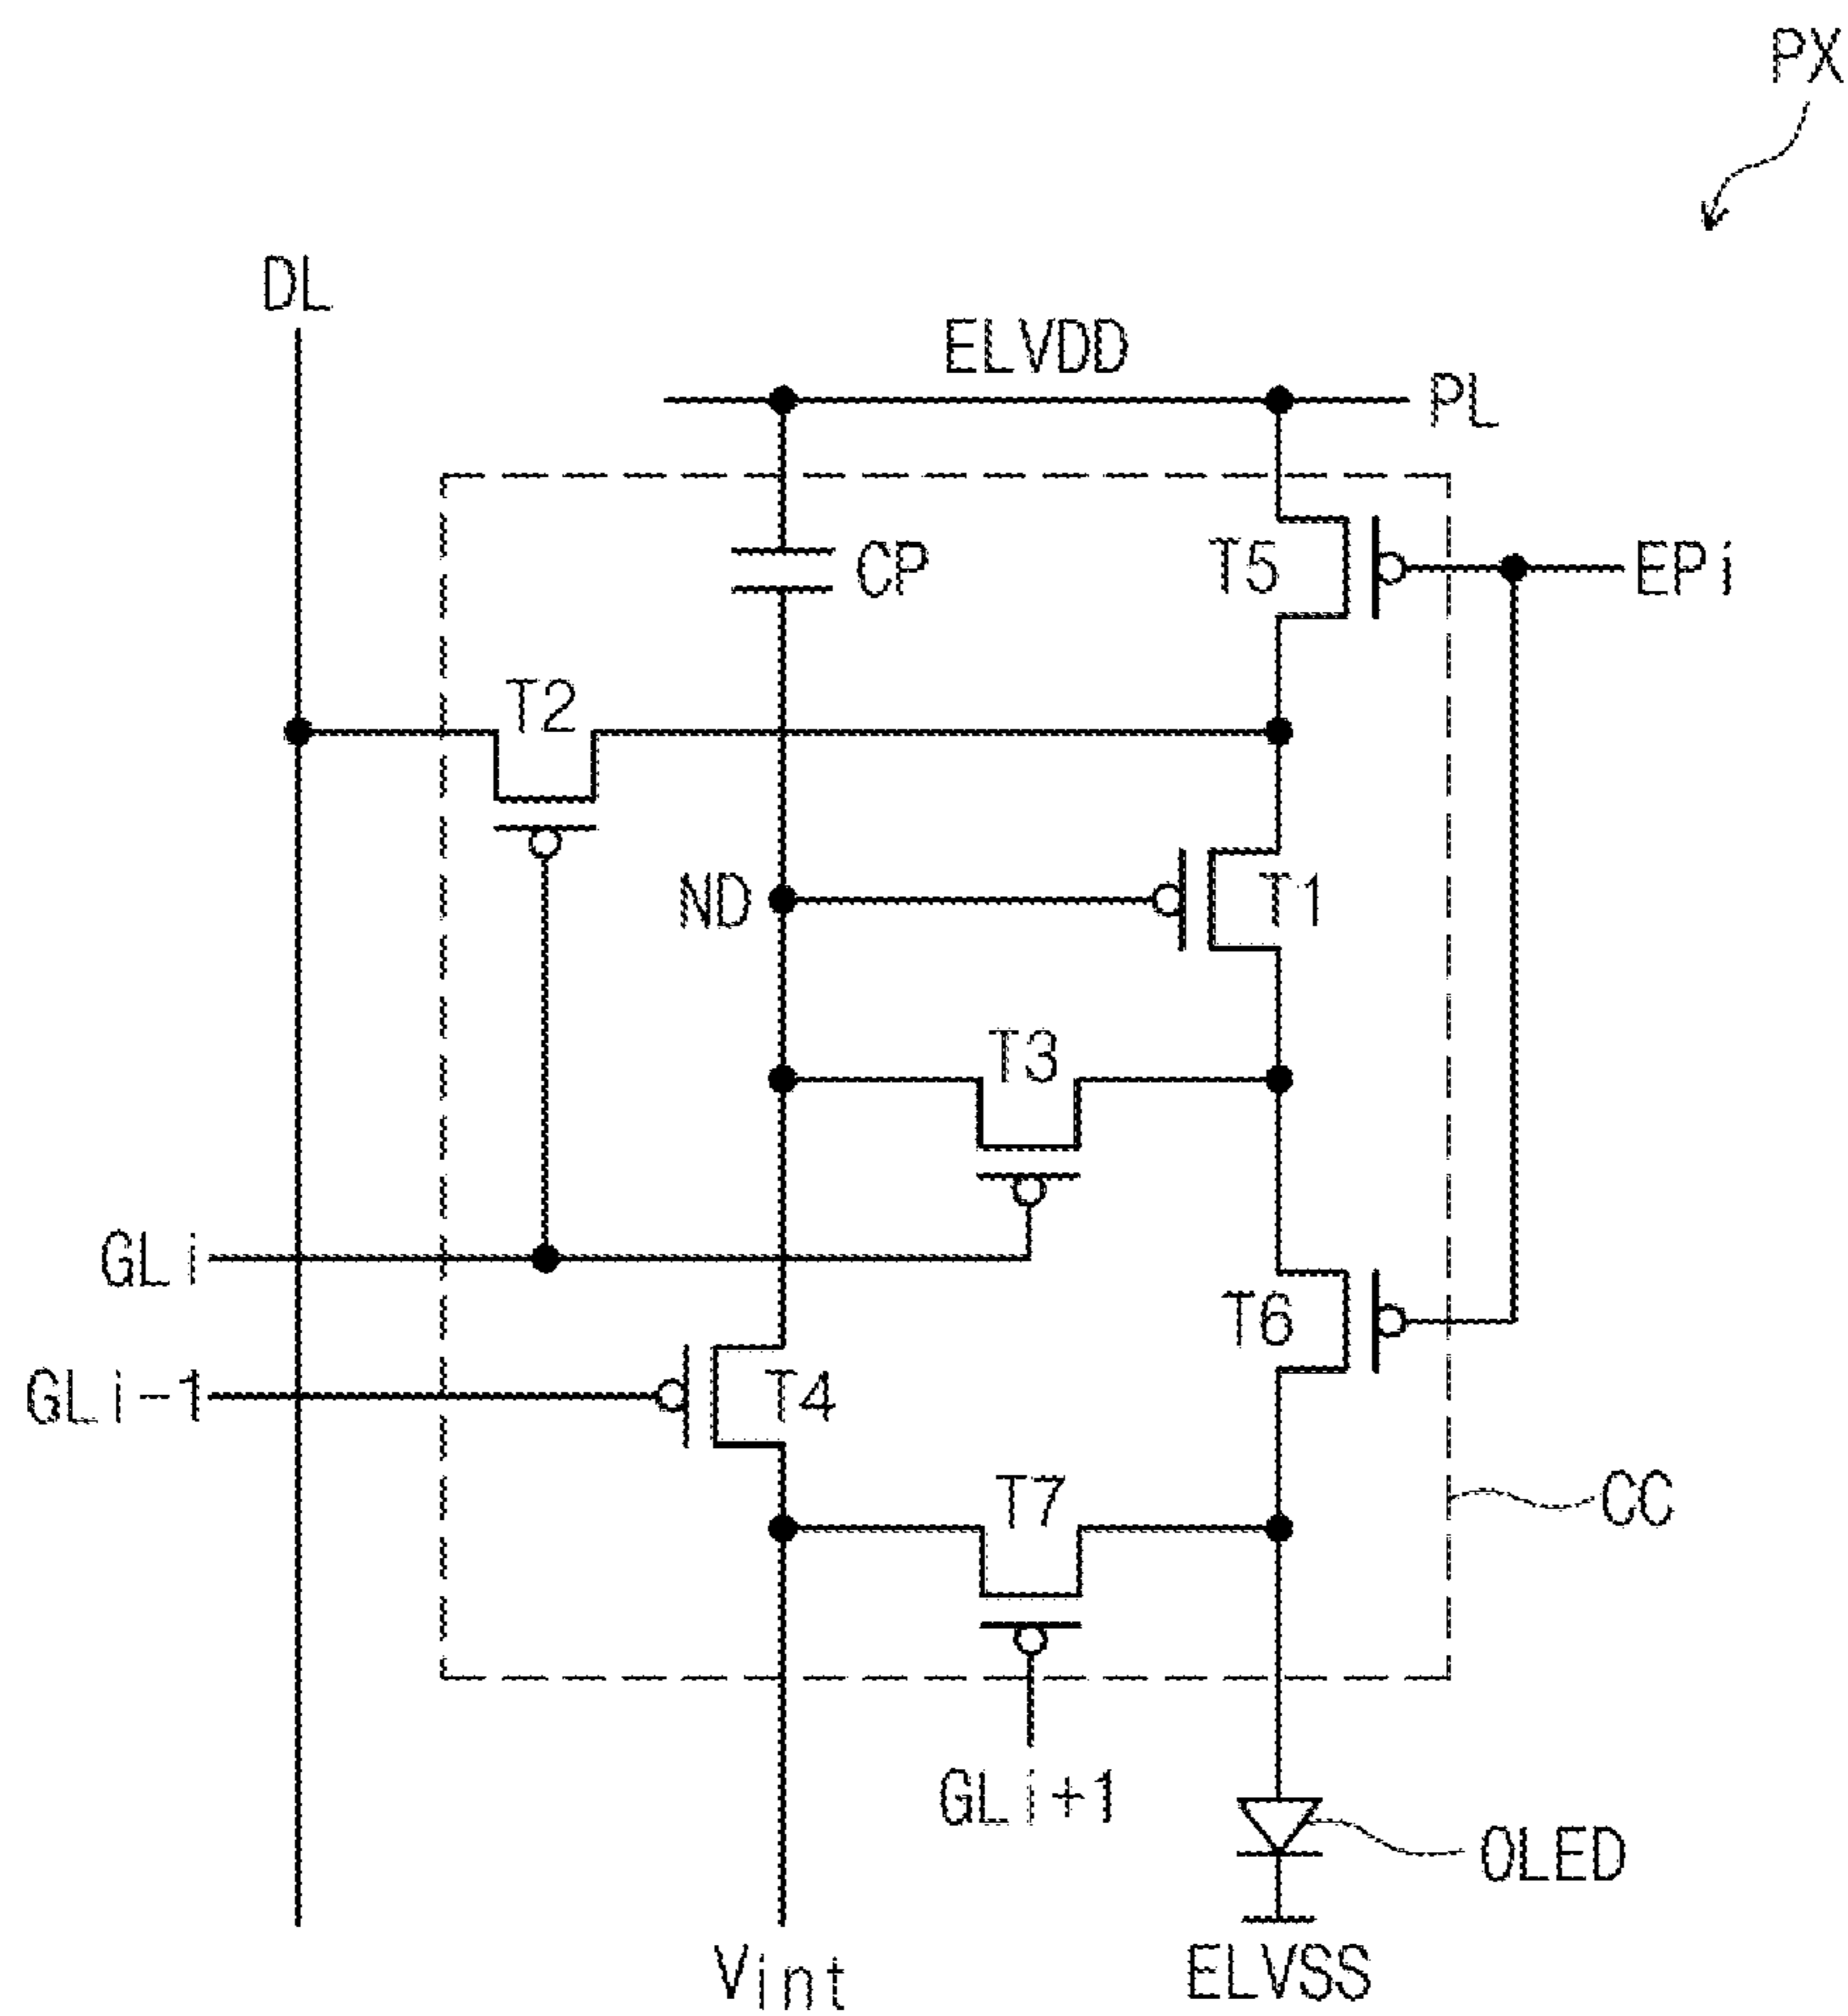 PX
DL
ELVDD
PL
CP
T5
EPi
T2
ND
T1
T3
GLi
T6
GLi-1
T4
T7
CC
GLi+1
OLED
Vint
ELVSS